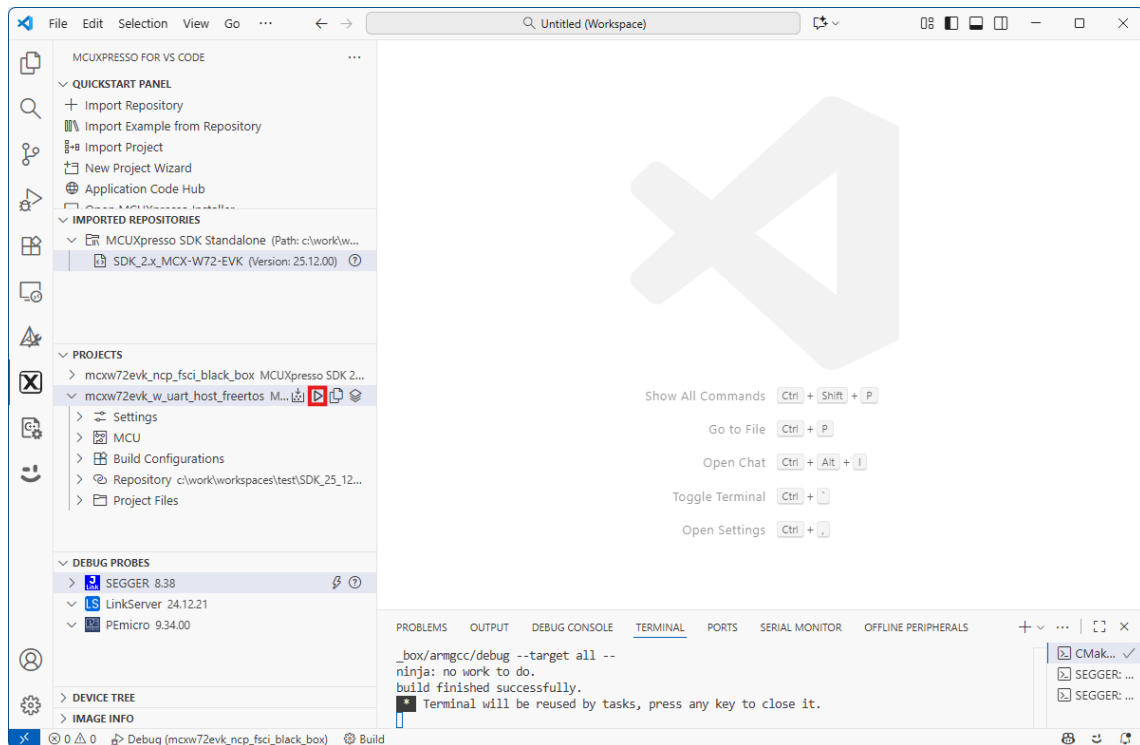 File Edit Selection View Go ··· Untitled (Workspace)
MCUXPRESSO FOR VS CODE
QUICKSTART PANEL
Import Repository
Import Example from Repository
Import Project
New Project Wizard
Application Code Hub
Open MCUXpresso Installer
IMPORTED REPOSITORIES
MCUXpresso SDK Standalone (Path: c:\work\w...
SDK_2.x_MCX-W72-EVK (Version: 25.12.00)
PROJECTS
mcxw72evk_ncp_fsci_black_box MCUXpresso SDK 2...
mcxw72evk_w_uart_host_freertos M...
Settings
MCU
Build Configurations
Repository c:\work\workspaces\test\SDK_25_12...
Project Files
DEBUG PROBES
SEGGER 8.38
LinkServer 24.12.21
PEmicro 9.34.00
DEVICE TREE
IMAGE INFO
Show All Commands Ctrl + Shift + P
Go to File Ctrl + P
Open Chat Ctrl + Alt + I
Toggle Terminal Ctrl + `
Open Settings Ctrl + ,
PROBLEMS OUTPUT DEBUG CONSOLE TERMINAL PORTS SERIAL MONITOR OFFLINE PERIPHERALS
_box/armgcc/debug --target all --
ninja: no work to do.
build finished successfully.
* Terminal will be reused by tasks, press any key to close it.
CMak...
SEGGER: ...
SEGGER: ...
0 0 Debug (mcxw72evk_ncp_fsci_black_box) Build